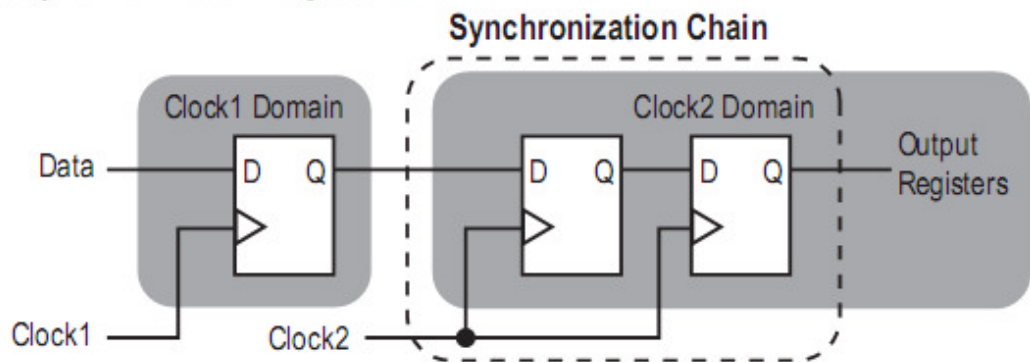 Synchronization Chain
Clock1 Domain
Clock2 Domain
Data
D Q
D Q
D Q
Output
Registers
Clock1
Clock2